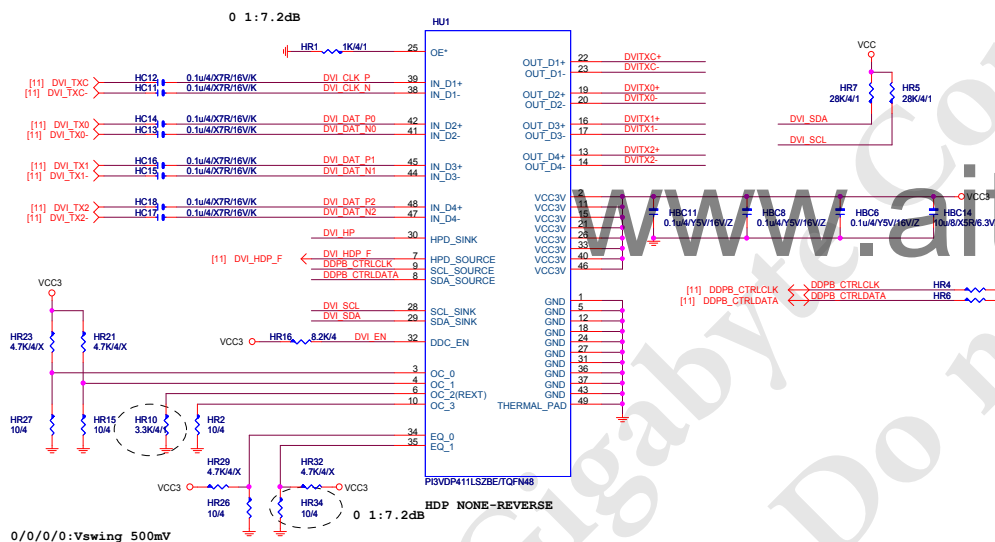 0 1:7.2dB
HU1
HR1 1K/4/1 25 OE*
[11] DVI_TXC HC12 0.1u/4/X7R/16V/K DVI_CLK_P 39 IN_D1+
[11] DVI_TXC- HC11 0.1u/4/X7R/16V/K DVI_CLK_N 38 IN_D1-
[11] DVI_TX0 HC14 0.1u/4/X7R/16V/K DVI_DAT_P0 42 IN_D2+
[11] DVI_TX0- HC13 0.1u/4/X7R/16V/K DVI_DAT_N0 41 IN_D2-
[11] DVI_TX1 HC16 0.1u/4/X7R/16V/K DVI_DAT_P1 45 IN_D3+
[11] DVI_TX1- HC15 0.1u/4/X7R/16V/K DVI_DAT_N1 44 IN_D3-
[11] DVI_TX2 HC18 0.1u/4/X7R/16V/K DVI_DAT_P2 48 IN_D4+
[11] DVI_TX2- HC17 0.1u/4/X7R/16V/K DVI_DAT_N2 47 IN_D4-
DVI_HP 30 HPD_SINK
[11] DVI_HDP_F DVI_HDP_F 7 HPD_SOURCE
DDPB_CTRLCLK 9 SCL_SOURCE
DDPB_CTRLDATA 8 SDA_SOURCE
DVI_SCL 28 SCL_SINK
DVI_SDA 29 SDA_SINK
VCC3 HR16 8.2K/4 DVI_EN 32 DDC_EN
3 OC_0
4 OC_1
6 OC_2(REXT)
10 OC_3
34 EQ_0
35 EQ_1
OUT_D1+ 22 DVITXC+
OUT_D1- 23 DVITXC-
OUT_D2+ 19 DVITX0+
OUT_D2- 20 DVITX0-
OUT_D3+ 16 DVITX1+
OUT_D3- 17 DVITX1-
OUT_D4+ 13 DVITX2+
OUT_D4- 14 DVITX2-
VCC3V 2
VCC3V 11
VCC3V 15
VCC3V 21
VCC3V 26
VCC3V 33
VCC3V 40
VCC3V 46
GND 1
GND 5
GND 12
GND 18
GND 24
GND 27
GND 31
GND 36
GND 37
GND 43
THERMAL_PAD 49
VCC
HR7 28K/4/1
HR5 28K/4/1
DVI_SDA
DVI_SCL
VCC3
HBC11 0.1u/4/Y5V/16V/Z
HBC8 0.1u/4/Y5V/16V/Z
HBC6 0.1u/4/Y5V/16V/Z
HBC14 10u/8/X5R/6.3V
[11] DDPB_CTRLCLK DDPB_CTRLCLK HR4
[11] DDPB_CTRLDATA DDPB_CTRLDATA HR6
VCC3
HR23 4.7K/4/X
HR21 4.7K/4/X
HR27 10/4
HR15 10/4
HR10 3.3K/4/1
HR2 10/4
VCC3 HR29 4.7K/4/X
HR32 4.7K/4/X VCC3
HR26 10/4
HR34 10/4
0 1:7.2dB
PI3VDP411LSZBE/TQFN48
HDP NONE-REVERSE
0/0/0/0:Vswing 500mV
www.ait
Gigabyte Co
Do n